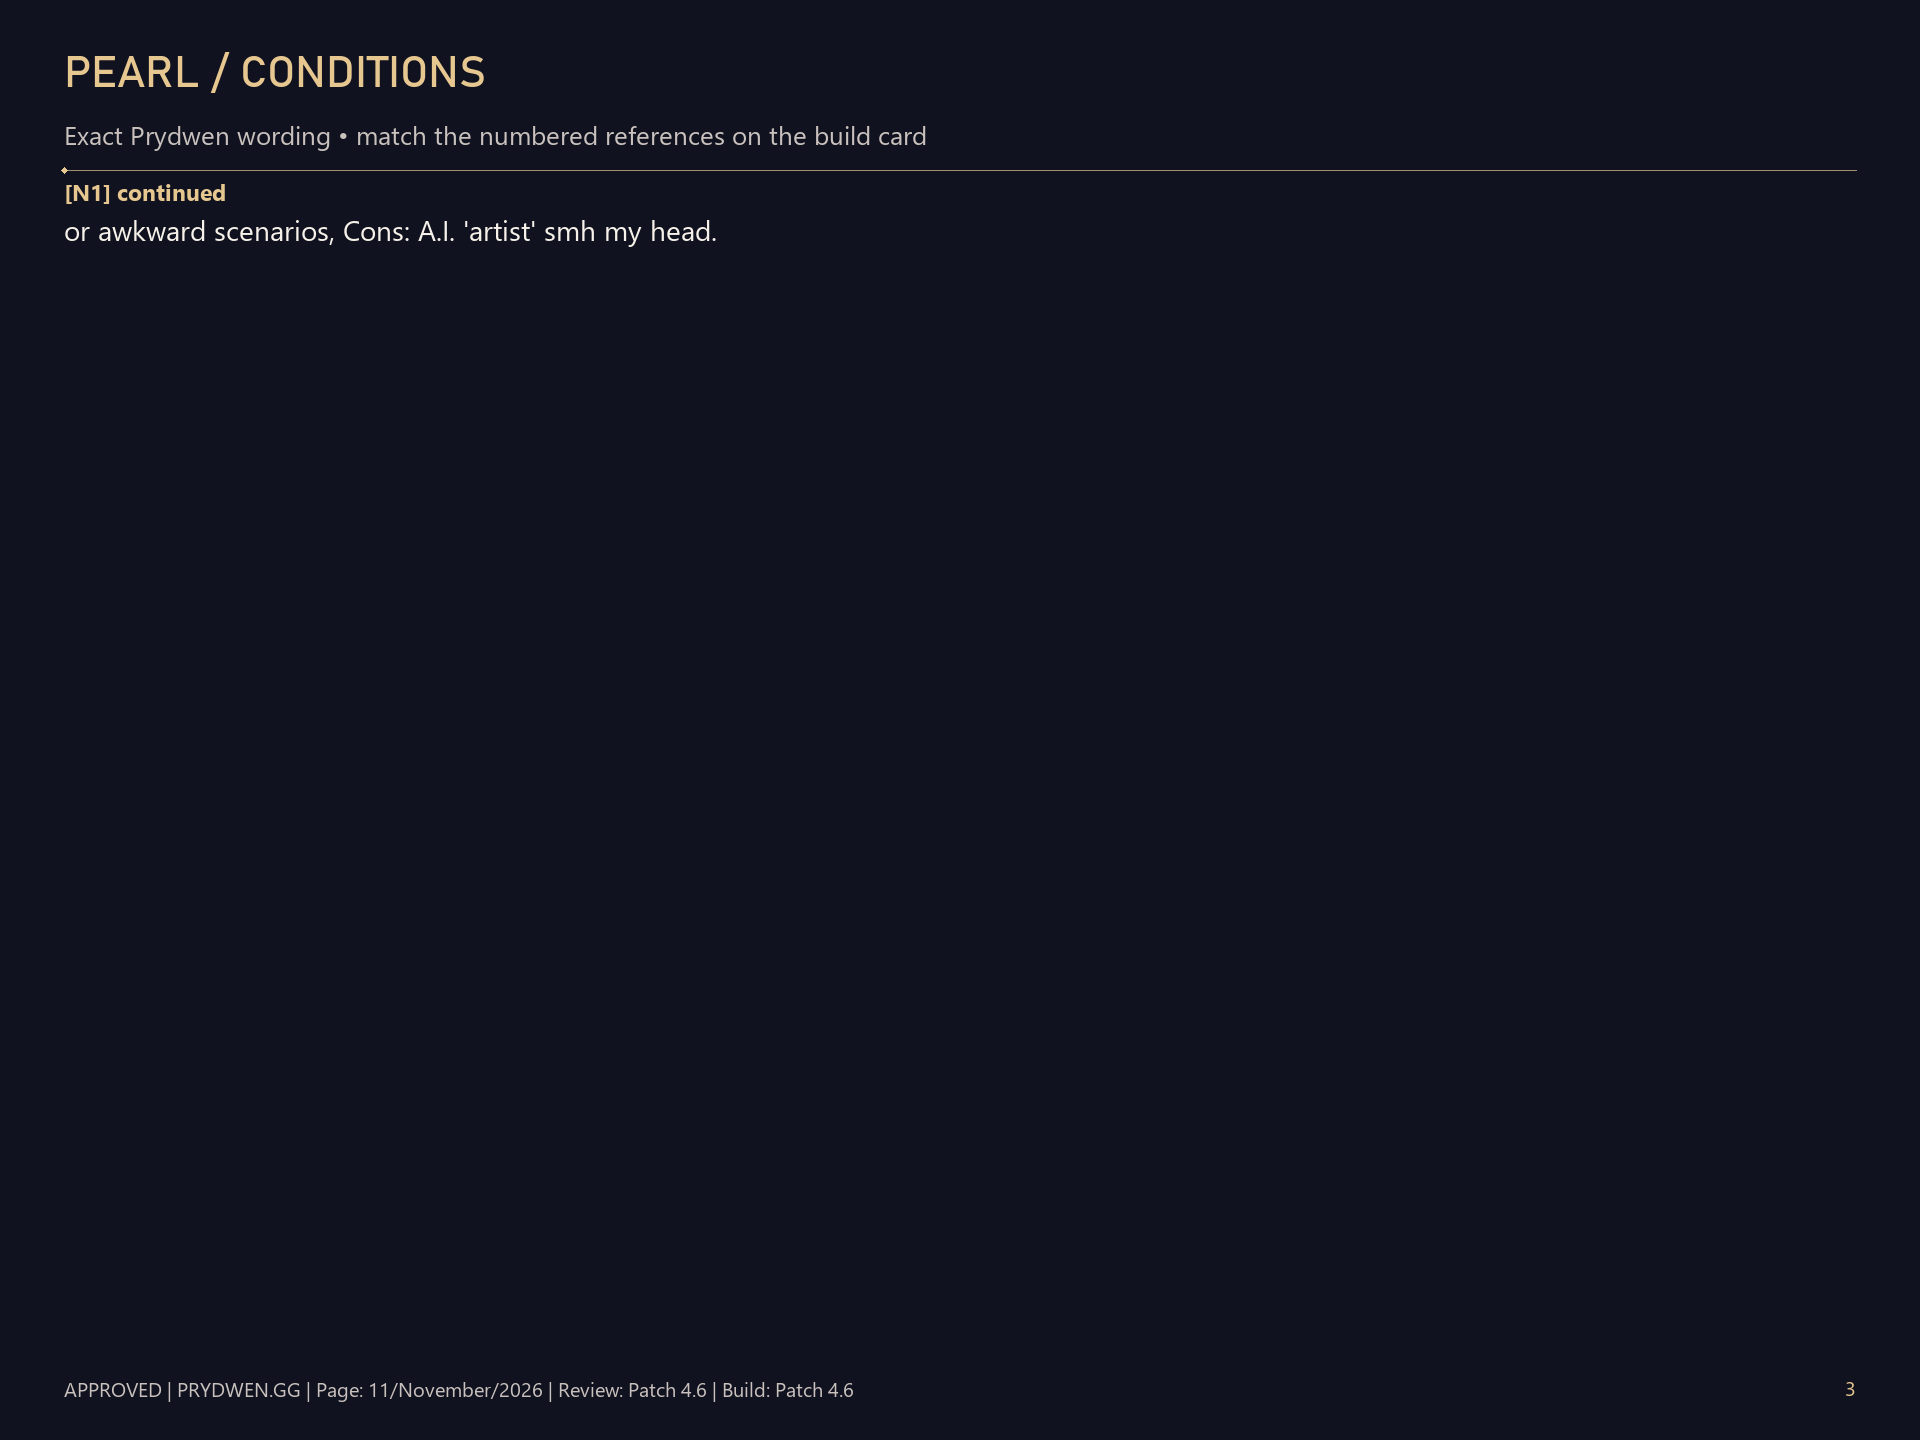 PEARL / CONDITIONS
Exact Prydwen wording • match the numbered references on the build card
[N1] continued
or awkward scenarios, Cons: A.I. 'artist' smh my head.
APPROVED | PRYDWEN.GG | Page: 11/November/2026 | Review: Patch 4.6 | Build: Patch 4.6
3